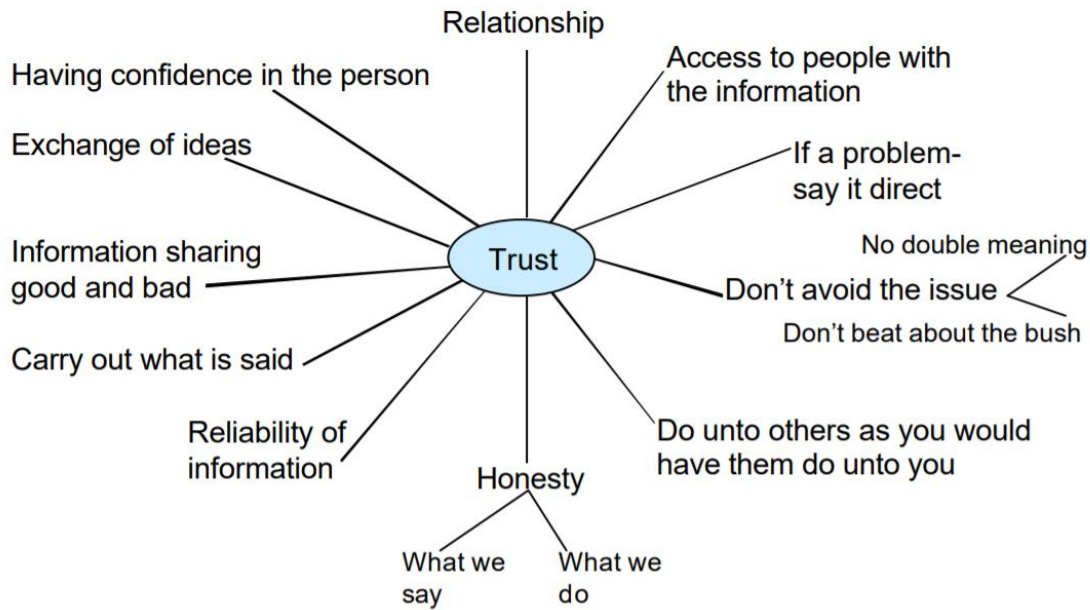 Relationship
Having confidence in the person
Access to people with
the information
Exchange of ideas
If a problem-
say it direct
Information sharing
good and bad
Trust
No double meaning
Don't avoid the issue
Don't beat about the bush
Carry out what is said
Reliability of
information
Do unto others as you would
have them do unto you
Honesty
What we
say
What we
do